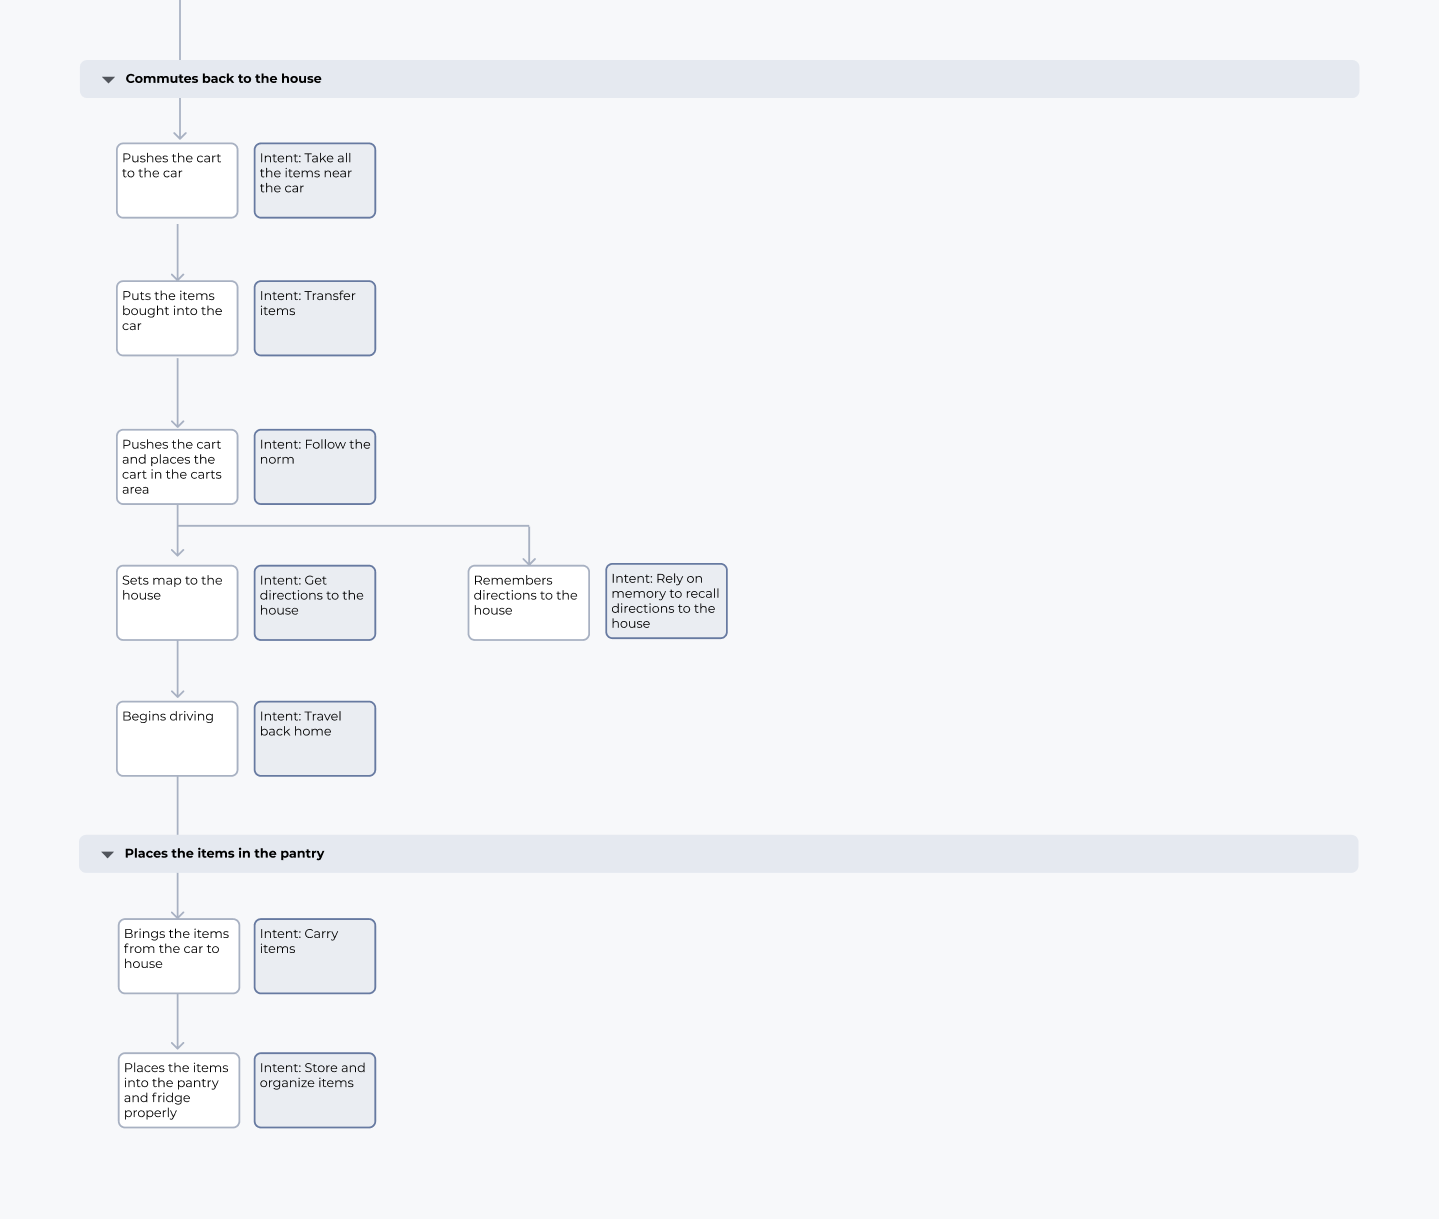 Commutes back to the house
Pushes the cart
to the car
Intent: Take all
the items near
the car
Puts the items
bought into the
car
Intent: Transfer
items
Pushes the cart
and places the
cart in the carts
area
Intent: Follow the
norm
Sets map to the
house
Intent: Get
directions to the
house
Remembers
directions to the
house
Intent: Rely on
memory to recall
directions to the
house
Begins driving
Intent: Travel
back home
Places the items in the pantry
Brings the items
from the car to
house
Intent: Carry
items
Places the items
into the pantry
and fridge
properly
Intent: Store and
organize items